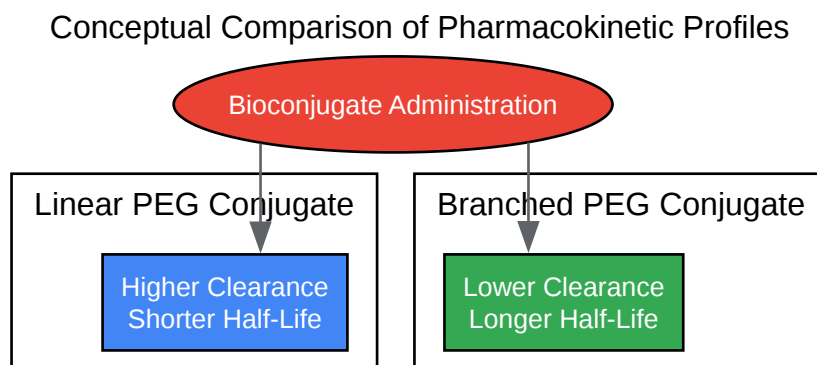 Conceptual Comparison of Pharmacokinetic Profiles
Bioconjugate Administration
Linear PEG Conjugate
Higher Clearance
Shorter Half-Life
Branched PEG Conjugate
Lower Clearance
Longer Half-Life